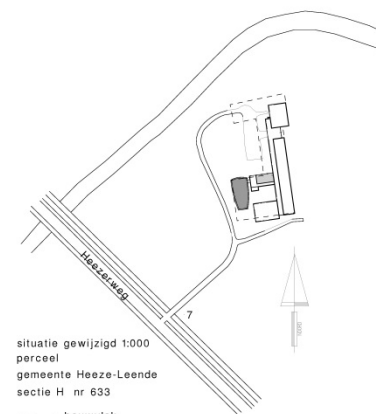 Heezerweg
7
situatie gewijzigd 1:000
perceel
gemeente Heeze-Leende
sectie H nr 633